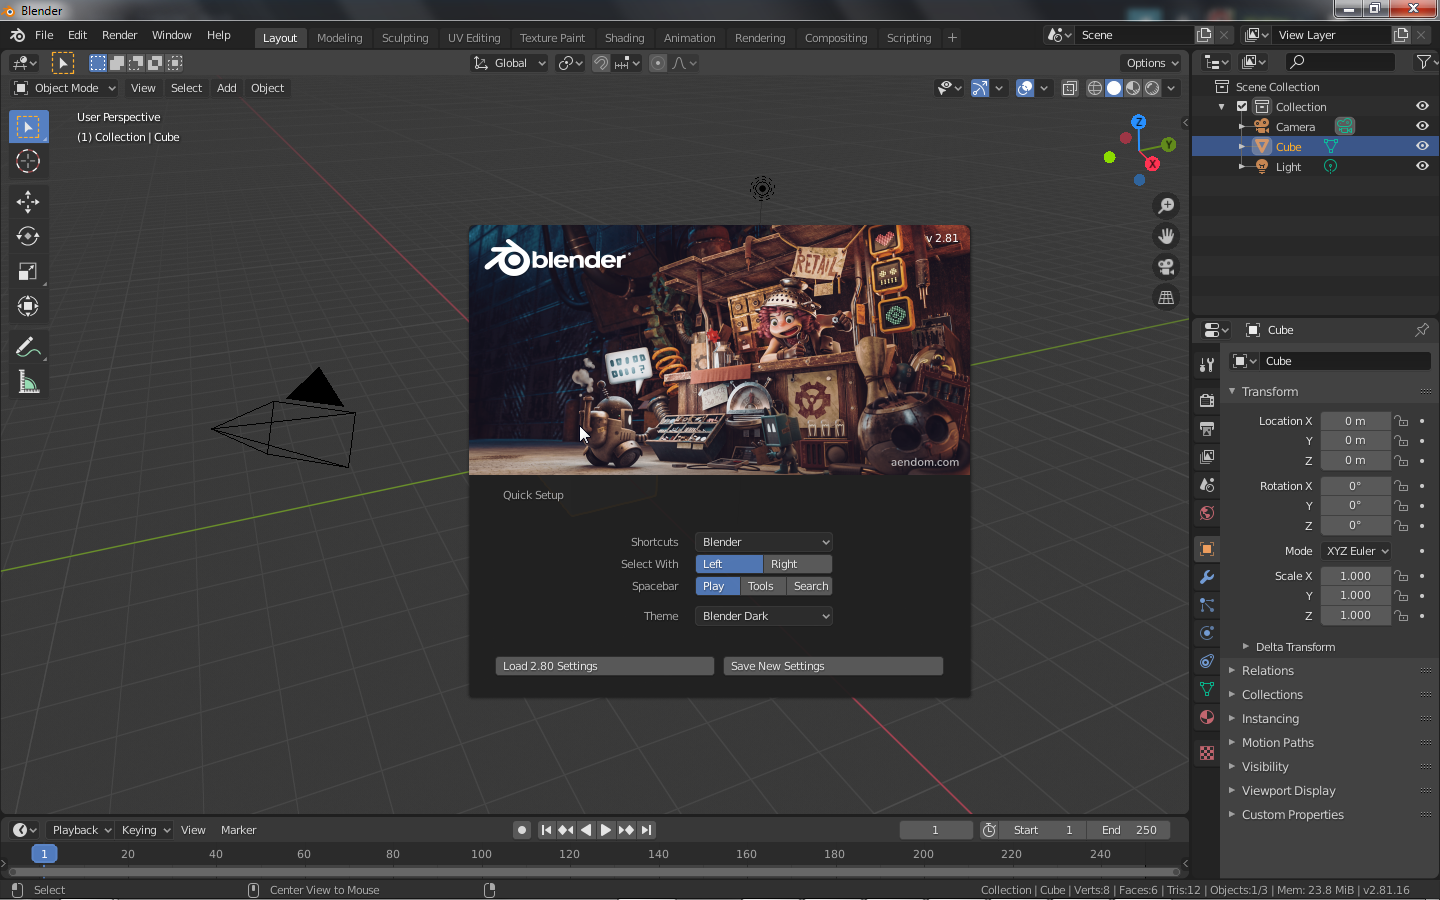 Blender
File Edit Render Window Help Layout Modeling Sculpting UV Editing Texture Paint Shading Animation Rendering Compositing Scripting + Scene View Layer
Global Options
Object Mode View Select Add Object
User Perspective
(1) Collection | Cube
Z
Y
X
Scene Collection
Collection
Camera
Cube
Light
blender
v 2.81
RETAIL
aendom.com
Quick Setup
Shortcuts Blender
Select With Left Right
Spacebar Play Tools Search
Theme Blender Dark
Load 2.80 Settings Save New Settings
Cube
Cube
Transform
Location X 0 m
Y 0 m
Z 0 m
Rotation X 0°
Y 0°
Z 0°
Mode XYZ Euler
Scale X 1.000
Y 1.000
Z 1.000
Delta Transform
Relations
Collections
Instancing
Motion Paths
Visibility
Viewport Display
Custom Properties
Playback Keying View Marker 1 Start 1 End 250
1 20 40 60 80 100 120 140 160 180 200 220 240
Select Center View to Mouse Collection | Cube | Verts:8 | Faces:6 | Tris:12 | Objects:1/3 | Mem: 23.8 MiB | v2.81.16